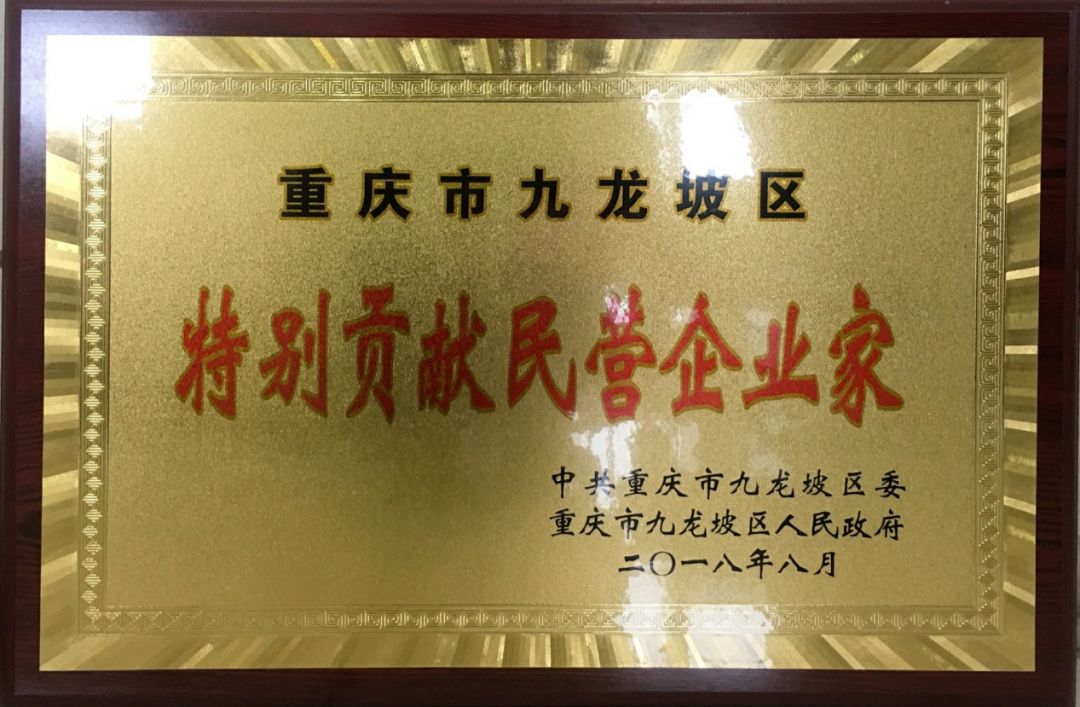 重庆市九龙坡区
特别贡献民营企业家
中共重庆市九龙坡区委
重庆市九龙坡区人民政府
二〇一八年八月